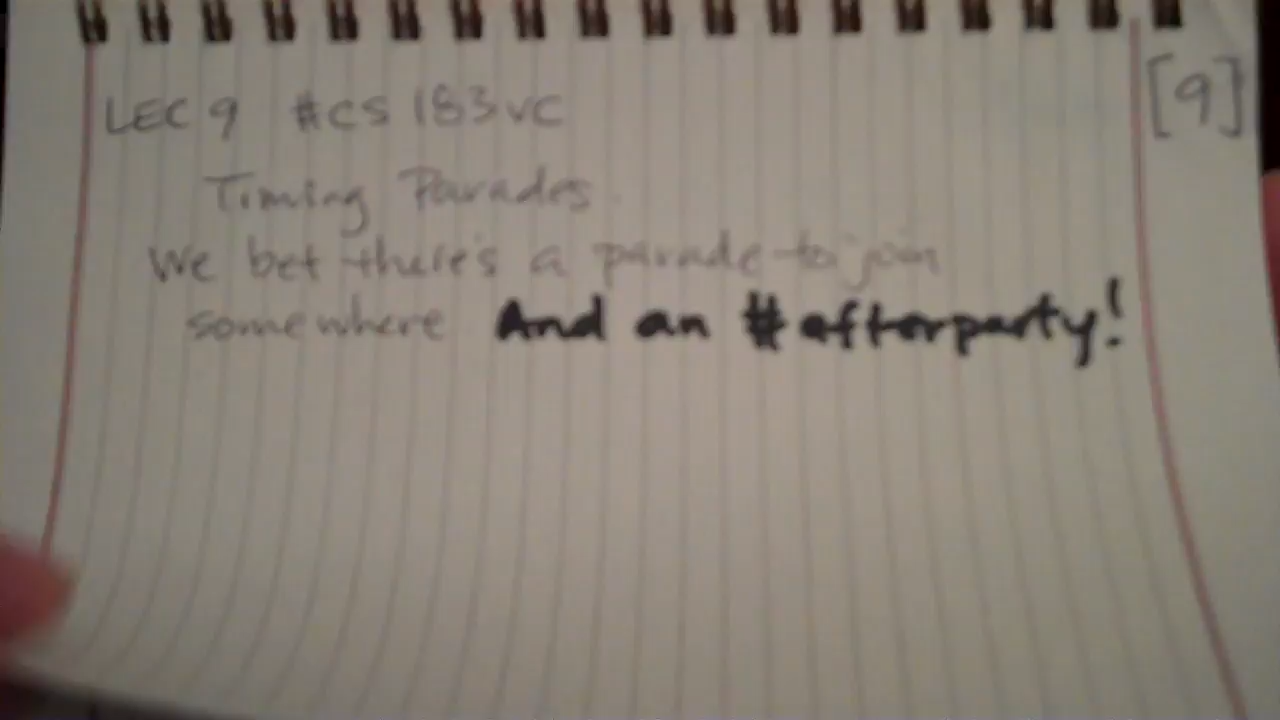 LEC 9 #CS183VC [9]
Timing Parades
We bet there's a parade to join
somewhere And an #afterparty!